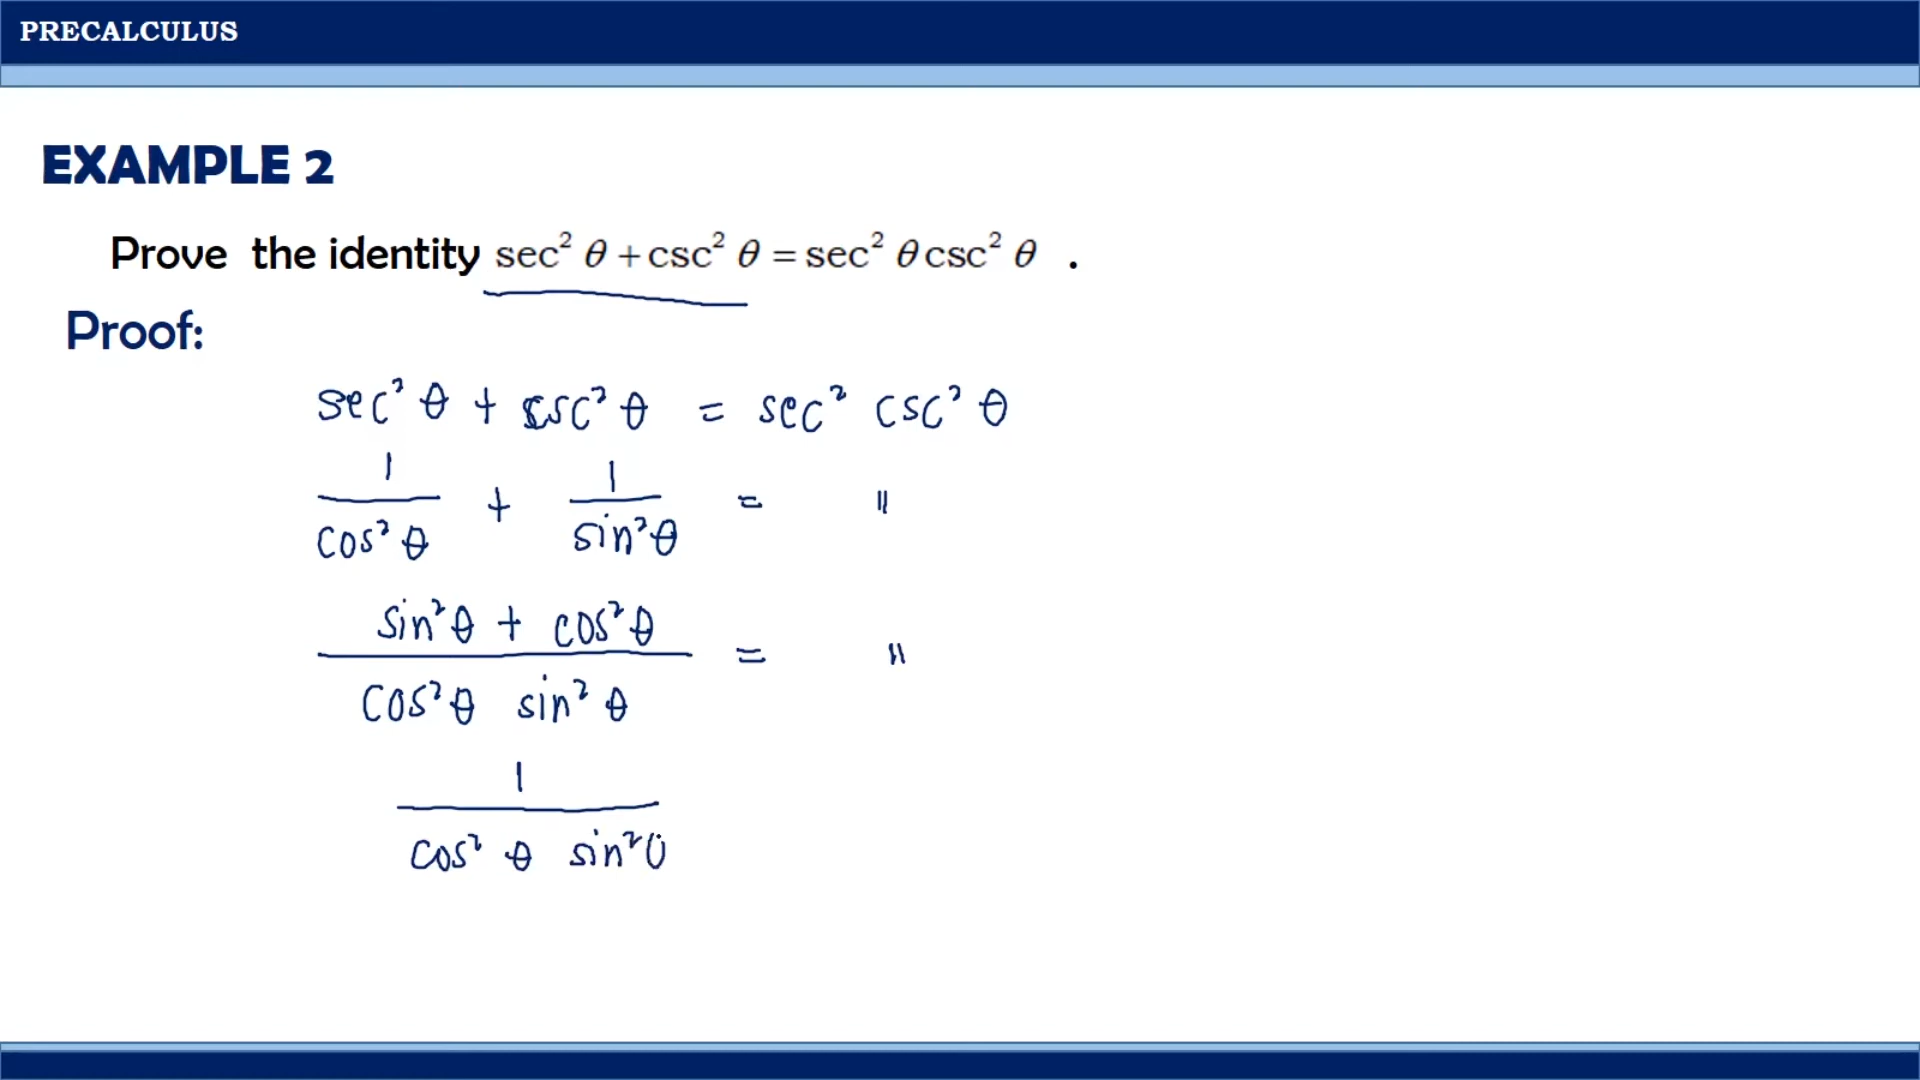 PRECALCULUS
EXAMPLE 2
Prove the identity sec² θ + csc² θ = sec² θ csc² θ .
Proof:
sec² θ + csc² θ = sec² csc² θ
1 1
+ = "
cos² θ sin² θ
sin² θ + cos² θ
= "
cos² θ sin² θ
1
cos² θ sin² θ